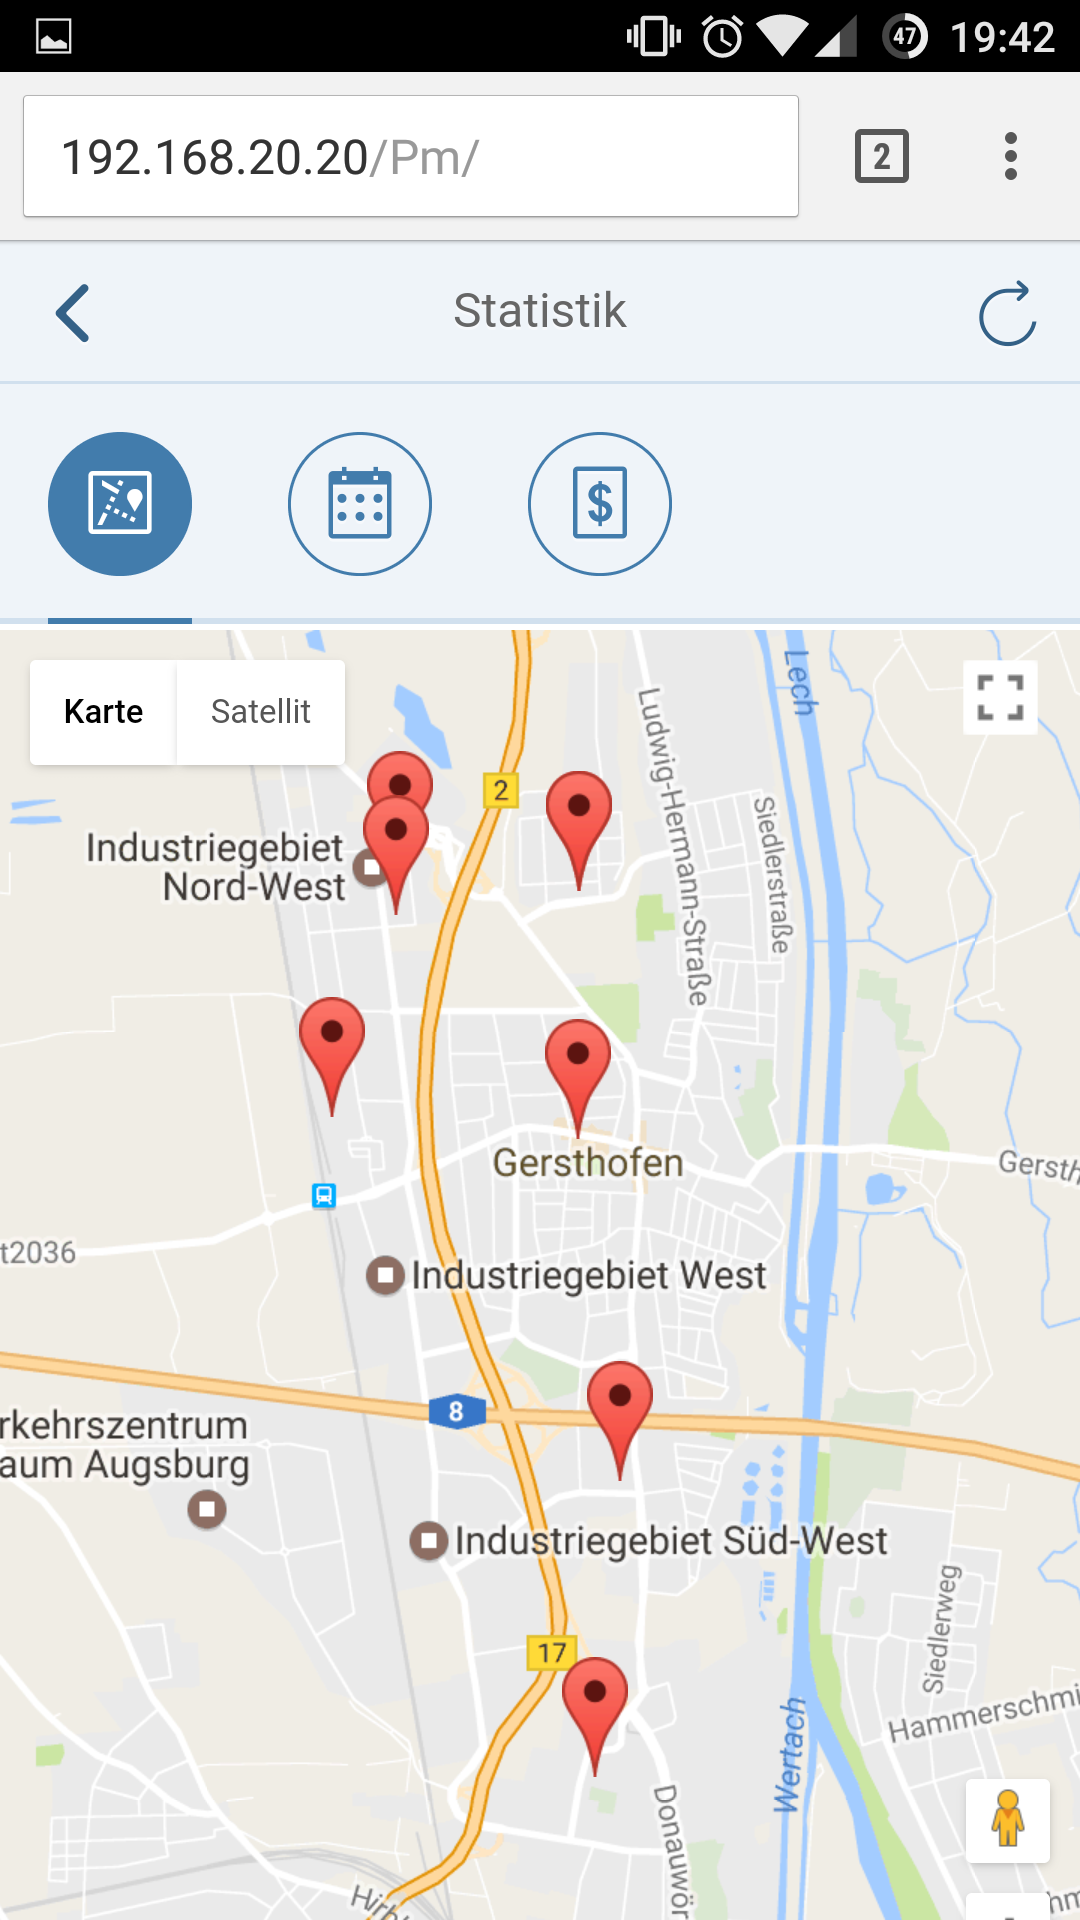 47 19:42
192.168.20.20/Pm/
2
Statistik
$
Karte
Satellit
Lech
Ludwig-Hermann-Straße
2
Siedlerstraße
Industriegebiet
Nord-West
Gersthofen
Gersth
t2036
Industriegebiet West
8
rkehrszentrum
aum Augsburg
Industriegebiet Süd-West
Siedlerweg
17
Hammerschmi
Wertach
Donauwör
Hirbl
hm